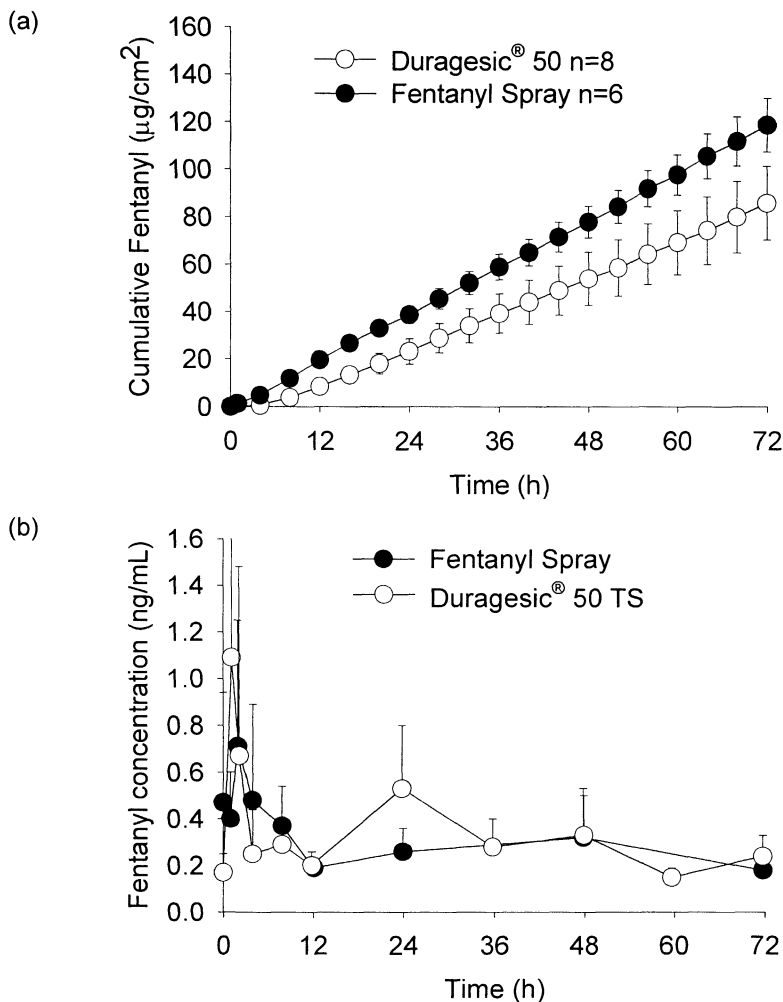 (a)
160
140
120
100
80
60
40
20
0
Cumulative Fentanyl (µg/cm²)
Duragesic® 50 n=8
Fentanyl Spray n=6
0 12 24 36 48 60 72
Time (h)
(b)
1.6
1.4
1.2
1.0
0.8
0.6
0.4
0.2
0.0
Fentanyl concentration (ng/mL)
Fentanyl Spray
Duragesic® 50 TS
0 12 24 36 48 60 72
Time (h)